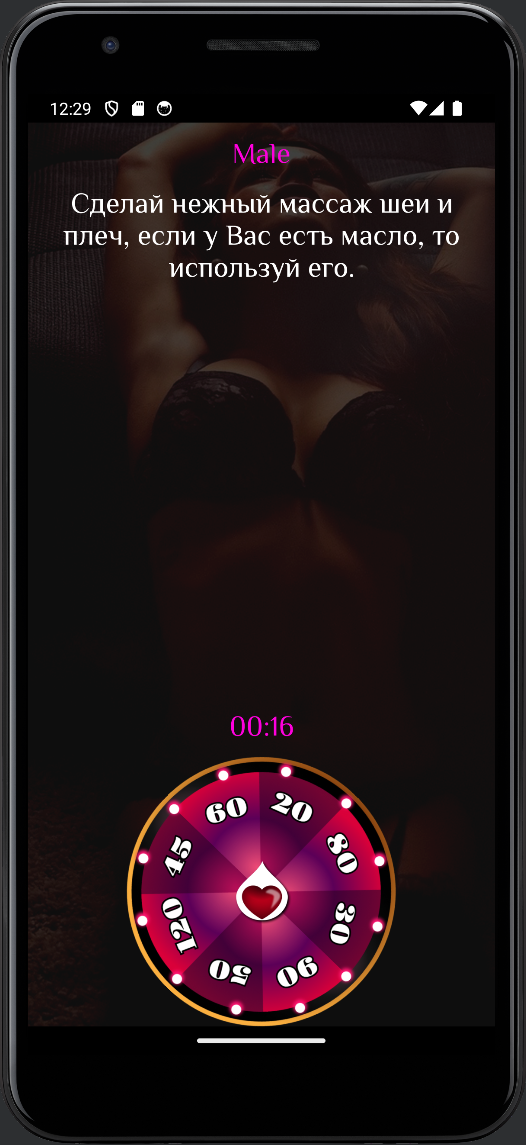 12:29
Male
Сделай нежный массаж шеи и
плеч, если у Вас есть масло, то
используй его.
00:16
60
20
80
30
90
50
120
45